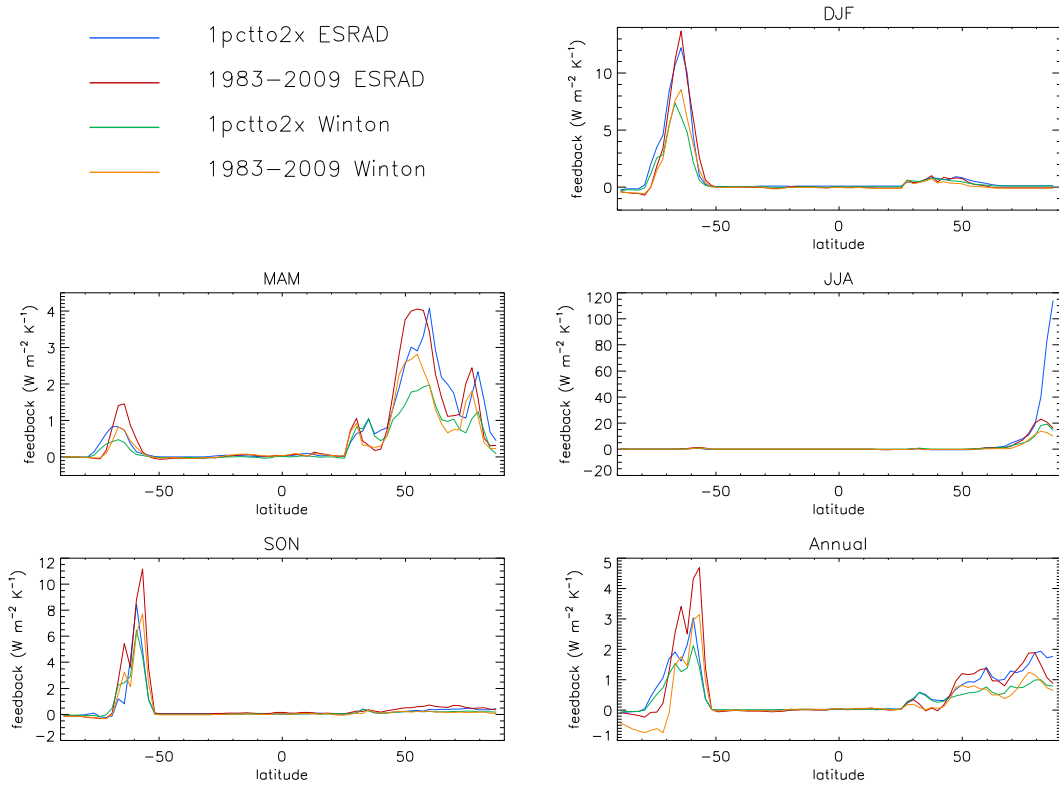 1pctto2x ESRAD
1983-2009 ESRAD
1pctto2x Winton
1983-2009 Winton
DJF
feedback (W m⁻² K⁻¹)
10
5
0
-50
0
50
latitude
MAM
feedback (W m⁻² K⁻¹)
4
3
2
1
0
-50
0
50
latitude
JJA
feedback (W m⁻² K⁻¹)
120
100
80
60
40
20
0
-20
-50
0
50
latitude
SON
feedback (W m⁻² K⁻¹)
12
10
8
6
4
2
0
-2
-50
0
50
latitude
Annual
feedback (W m⁻² K⁻¹)
5
4
3
2
1
0
-1
-50
0
50
latitude